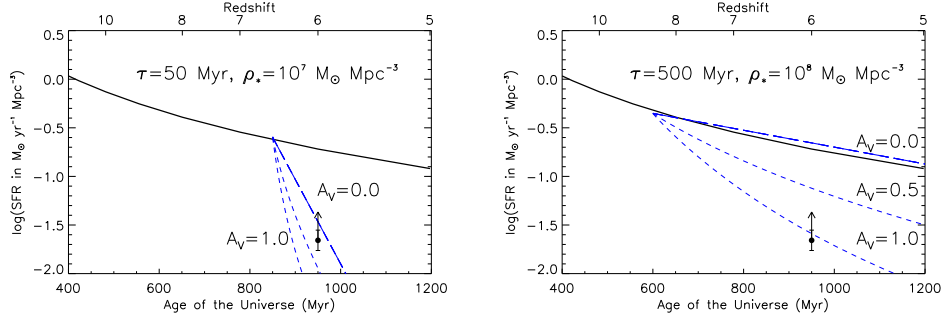 Redshift
10 8 7 6 5
0.5
0.0
−0.5
−1.0
−1.5
−2.0
log(SFR in M☉ yr⁻¹ Mpc⁻³)
τ=50 Myr, ρ*=10⁷ M☉ Mpc⁻³
A_V=0.0
A_V=1.0
400 600 800 1000 1200
Age of the Universe (Myr)
Redshift
10 8 7 6 5
0.5
0.0
−0.5
−1.0
−1.5
−2.0
log(SFR in M☉ yr⁻¹ Mpc⁻³)
τ=500 Myr, ρ*=10⁸ M☉ Mpc⁻³
A_V=0.0
A_V=0.5
A_V=1.0
400 600 800 1000 1200
Age of the Universe (Myr)